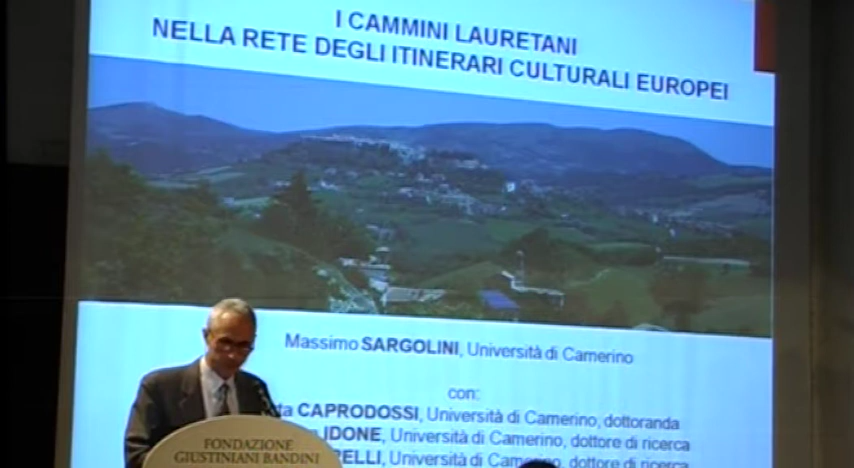 I CAMMINI LAURETANI
NELLA RETE DEGLI ITINERARI CULTURALI EUROPEI
Massimo SARGOLINI, Università di Camerino
con:
CAPRODOSSI, Università di Camerino, dottoranda
IDONE, Università di Camerino, dottore di ricerca
Università di Camerino, dottore di ricerca
FONDAZIONE
GIUSTINIANI BANDINI